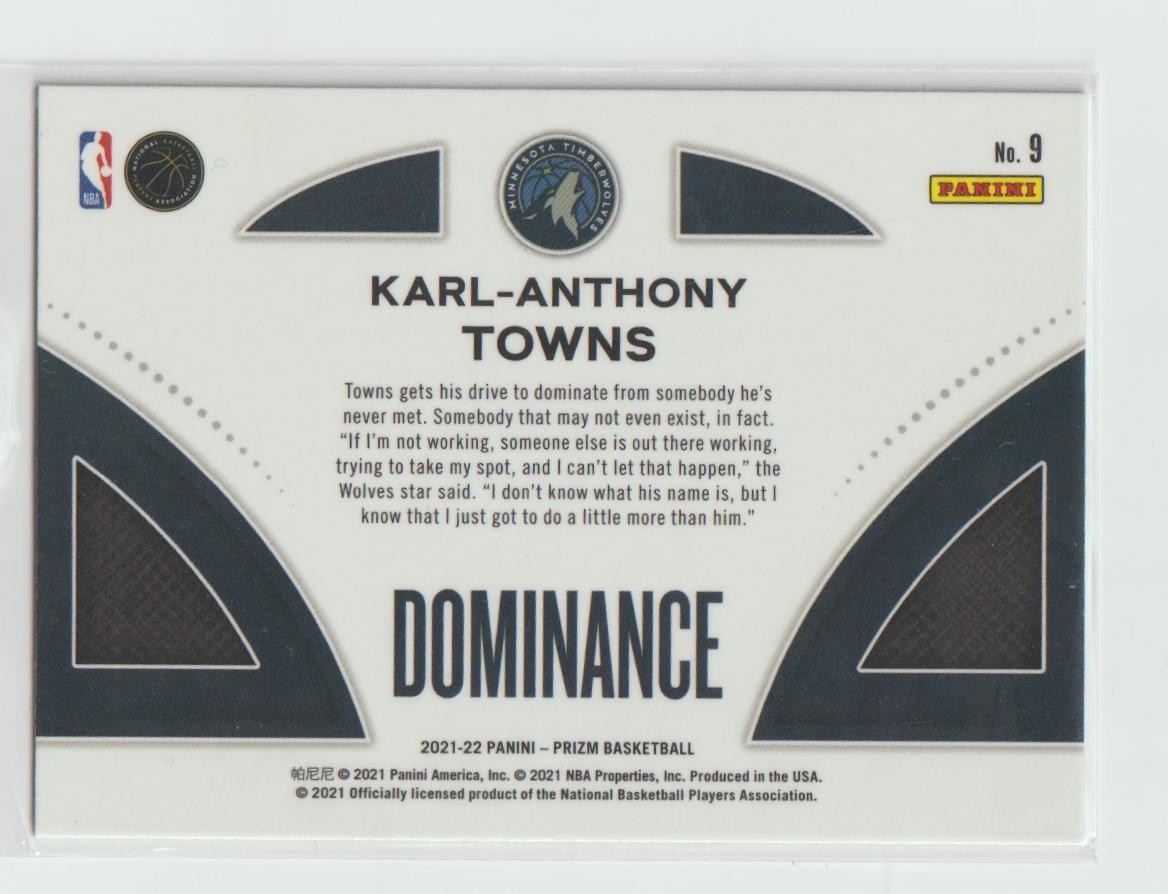 No. 9
PANINI
NBA
NATIONAL BASKETBALL
PLAYERS ASSOCIATION
MINNESOTA TIMBERWOLVES
KARL-ANTHONY
TOWNS
Towns gets his drive to dominate from somebody he's
never met. Somebody that may not even exist, in fact.
“If I'm not working, someone else is out there working,
trying to take my spot, and I can't let that happen,” the
Wolves star said. “I don't know what his name is, but I
know that I just got to do a little more than him.”
DOMINANCE
2021-22 PANINI – PRIZM BASKETBALL
帕尼尼 © 2021 Panini America, Inc. © 2021 NBA Properties, Inc. Produced in the USA.
© 2021 Officially licensed product of the National Basketball Players Association.